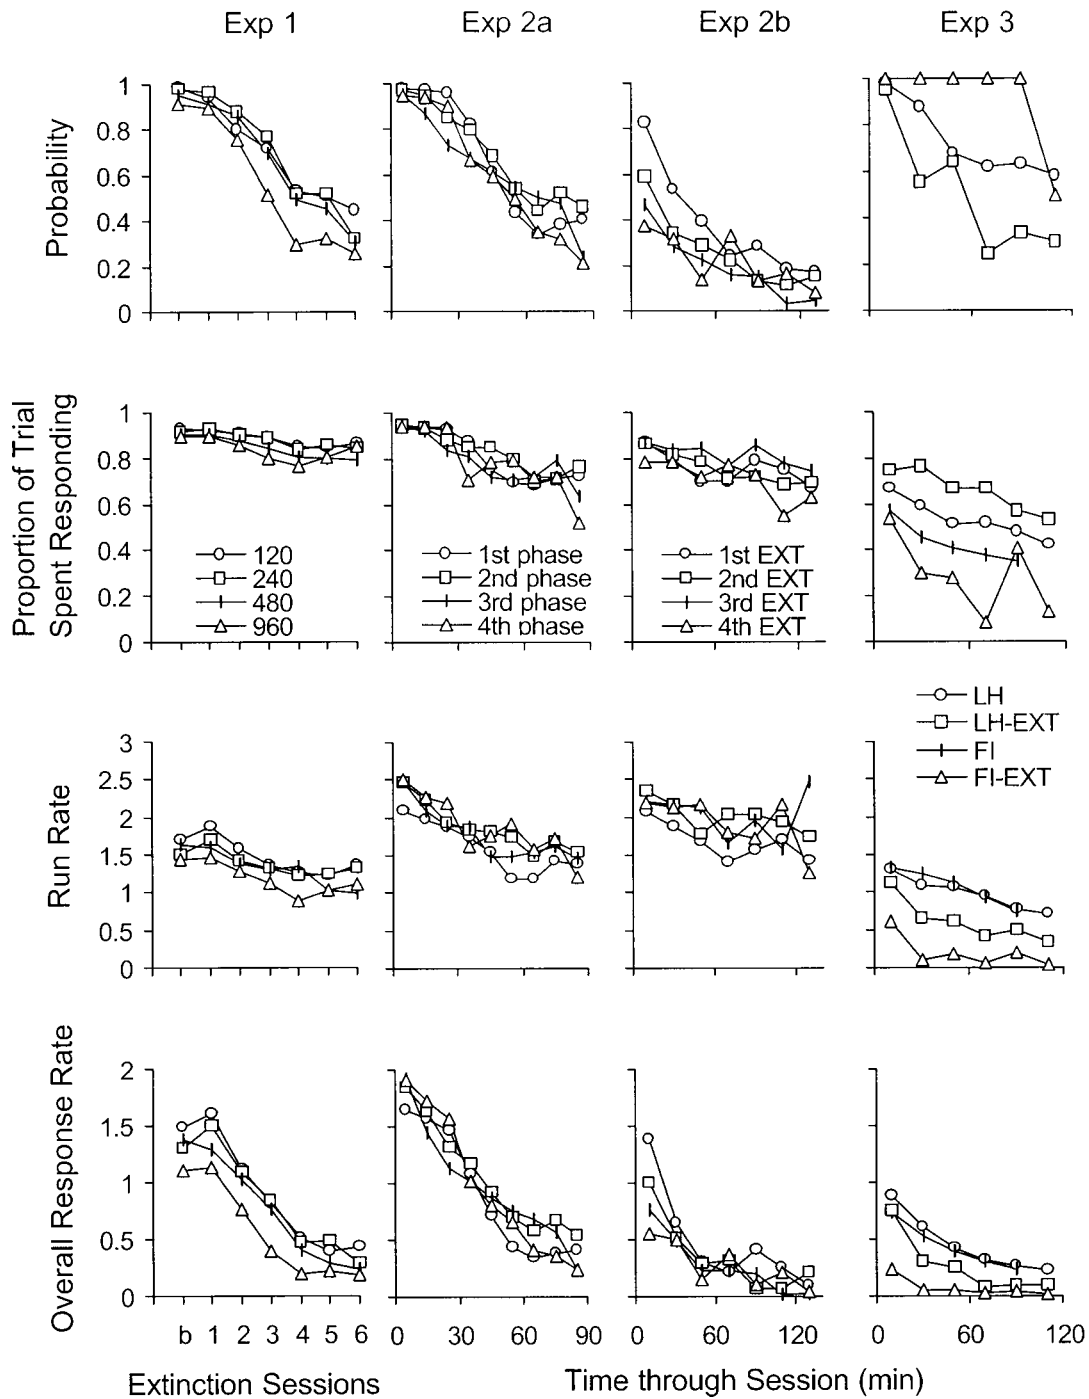 Exp 1 Exp 2a Exp 2b Exp 3
Probability
1
0.8
0.6
0.4
0.2
0
Proportion of Trial
Spent Responding
1
0.8
0.6
0.4
0.2
0
120
240
480
960
1st phase
2nd phase
3rd phase
4th phase
1st EXT
2nd EXT
3rd EXT
4th EXT
LH
LH-EXT
FI
FI-EXT
Run Rate
3
2.5
2
1.5
1
0.5
0
Overall Response Rate
2
1.5
1
0.5
0
b 1 2 3 4 5 6
0 30 60 90
0 60 120
0 60 120
Extinction Sessions
Time through Session (min)